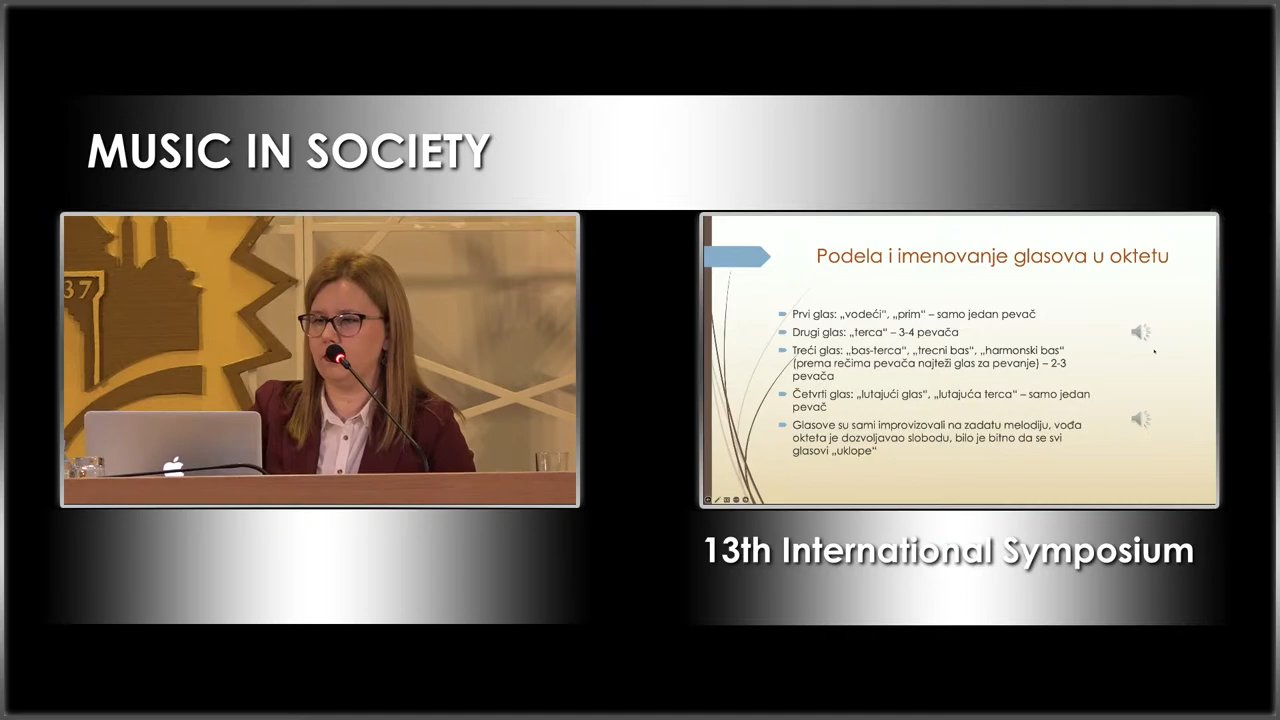 MUSIC IN SOCIETY
37
Podela i imenovanje glasova u oktetu
Prvi glas: „vodeći“, „prim“ – samo jedan pevač
Drugi glas: „terca“ – 3-4 pevača
Treći glas: „bas-terca“, „trecni bas“, „harmonski bas“
(prema rečima pevača najteži glas za pevanje) – 2-3
pevača
Četvrti glas: „lutajući glas“, „lutajuća terca“ – samo jedan
pevač
Glasove su sami improvizovali na zadatu melodiju, vođa
okteta je dozvoljavao slobodu, bilo je bitno da se svi
glasovi „uklope“
13th International Symposium